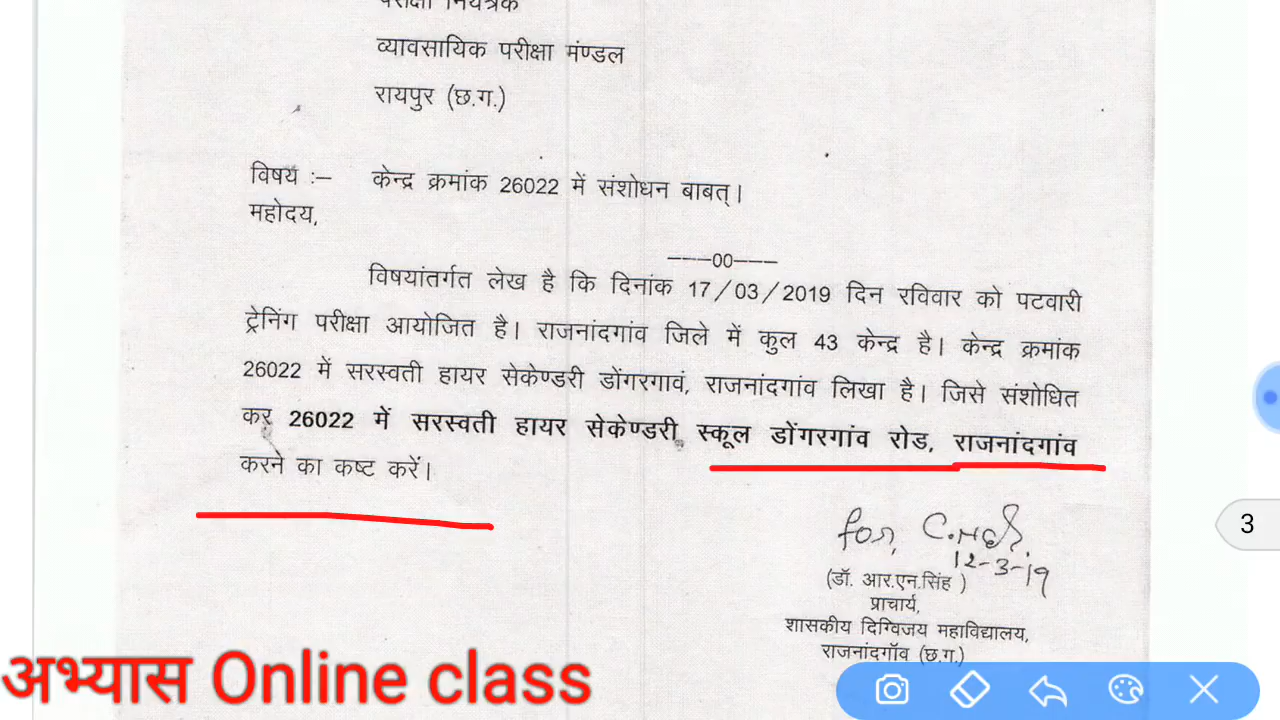 परीक्षा नियंत्रक
व्यावसायिक परीक्षा मंण्डल
रायपुर (छ.ग.)
विषय :– केन्द्र क्रमांक 26022 में संशोधन बाबत्।
महोदय,
–––00–––
विषयांतर्गत लेख है कि दिनांक 17/03/2019 दिन रविवार को पटवारी
ट्रेनिंग परीक्षा आयोजित है। राजनांदगांव जिले में कुल 43 केन्द्र है। केन्द्र क्रमांक
26022 में सरस्वती हायर सेकेण्डरी डोंगरगावं, राजनांदगांव लिखा है। जिसे संशोधित
कर 26022 में सरस्वती हायर सेकेण्डरी स्कूल डोंगरगांव रोड, राजनांदगांव
करने का कष्ट करें।
for,
12-3-19
(डॉ. आर.एन.सिंह )
प्राचार्य,
शासकीय दिग्विजय महाविद्यालय,
राजनांदगॉव (छ.ग.)
3
अभ्यास Online class